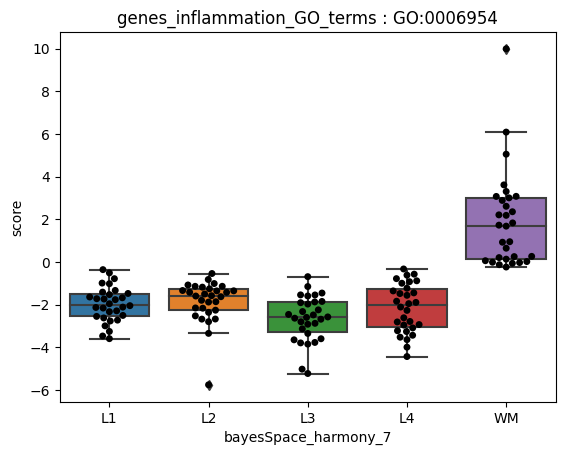 genes_inflammation_GO_terms : GO:0006954
10
8
6
4
2
0
−2
−4
−6
score
L1 L2 L3 L4 WM
bayesSpace_harmony_7